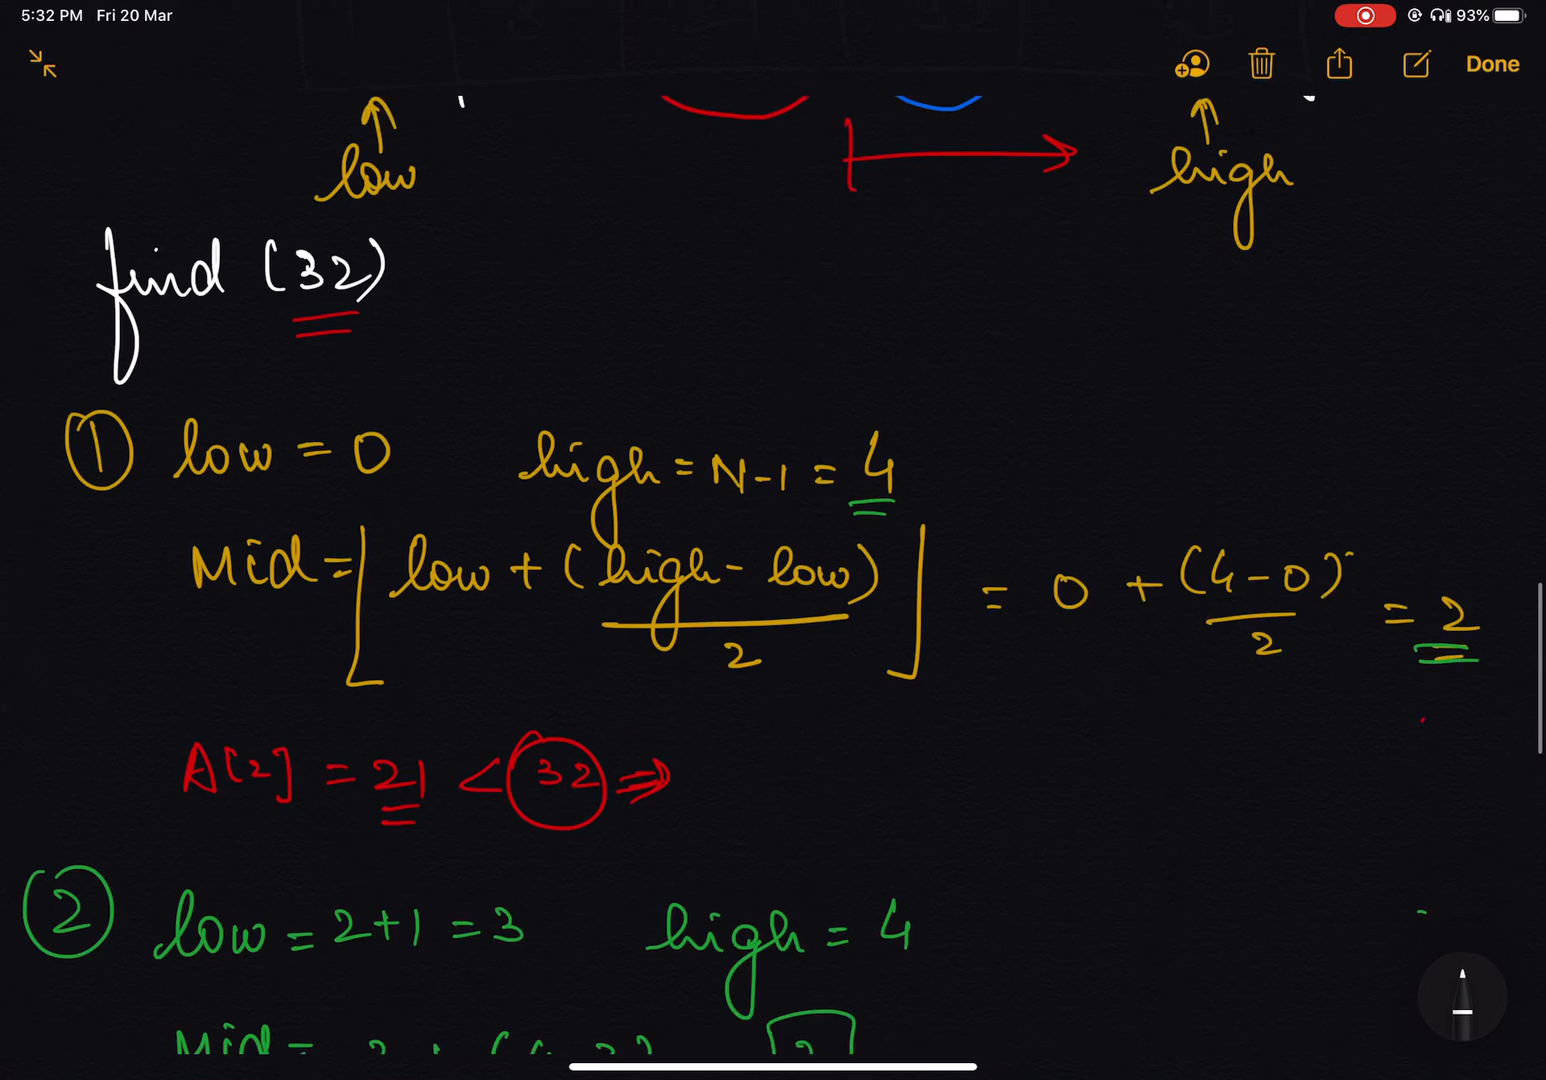 5:32 PM Fri 20 Mar 93%
Done
low high
find (32)
① low = 0 high = N-1 = 4
Mid = ⌊ low + (high - low) / 2 ⌋ = 0 + (4-0) / 2 = 2
A[2] = 21 < 32 ⇒
② low = 2+1 = 3 high = 4
Mid =